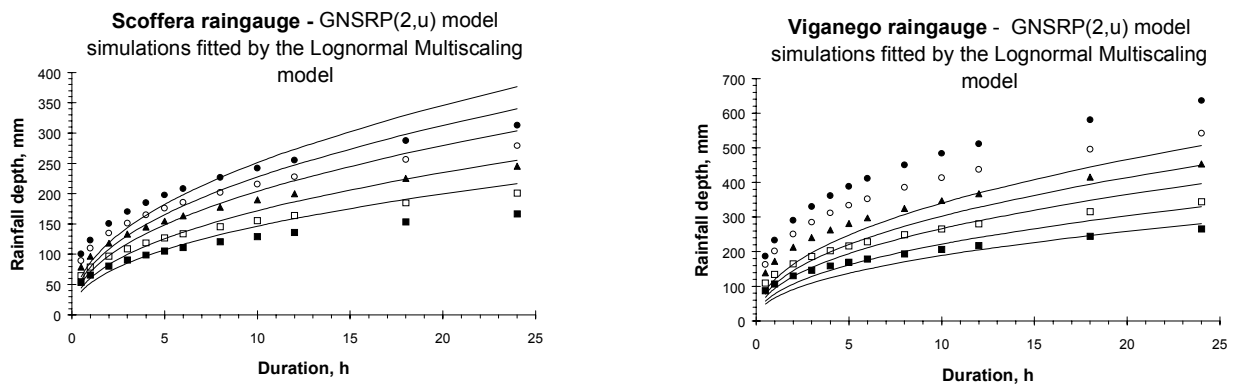 Scoffera raingauge - GNSRP(2,u) model
simulations fitted by the Lognormal Multiscaling
model
400
350
300
250
200
150
100
50
0
Rainfall depth, mm
0 5 10 15 20 25
Duration, h
Viganego raingauge - GNSRP(2,u) model
simulations fitted by the Lognormal Multiscaling
model
700
600
500
400
300
200
100
0
Rainfall depth, mm
0 5 10 15 20 25
Duration, h